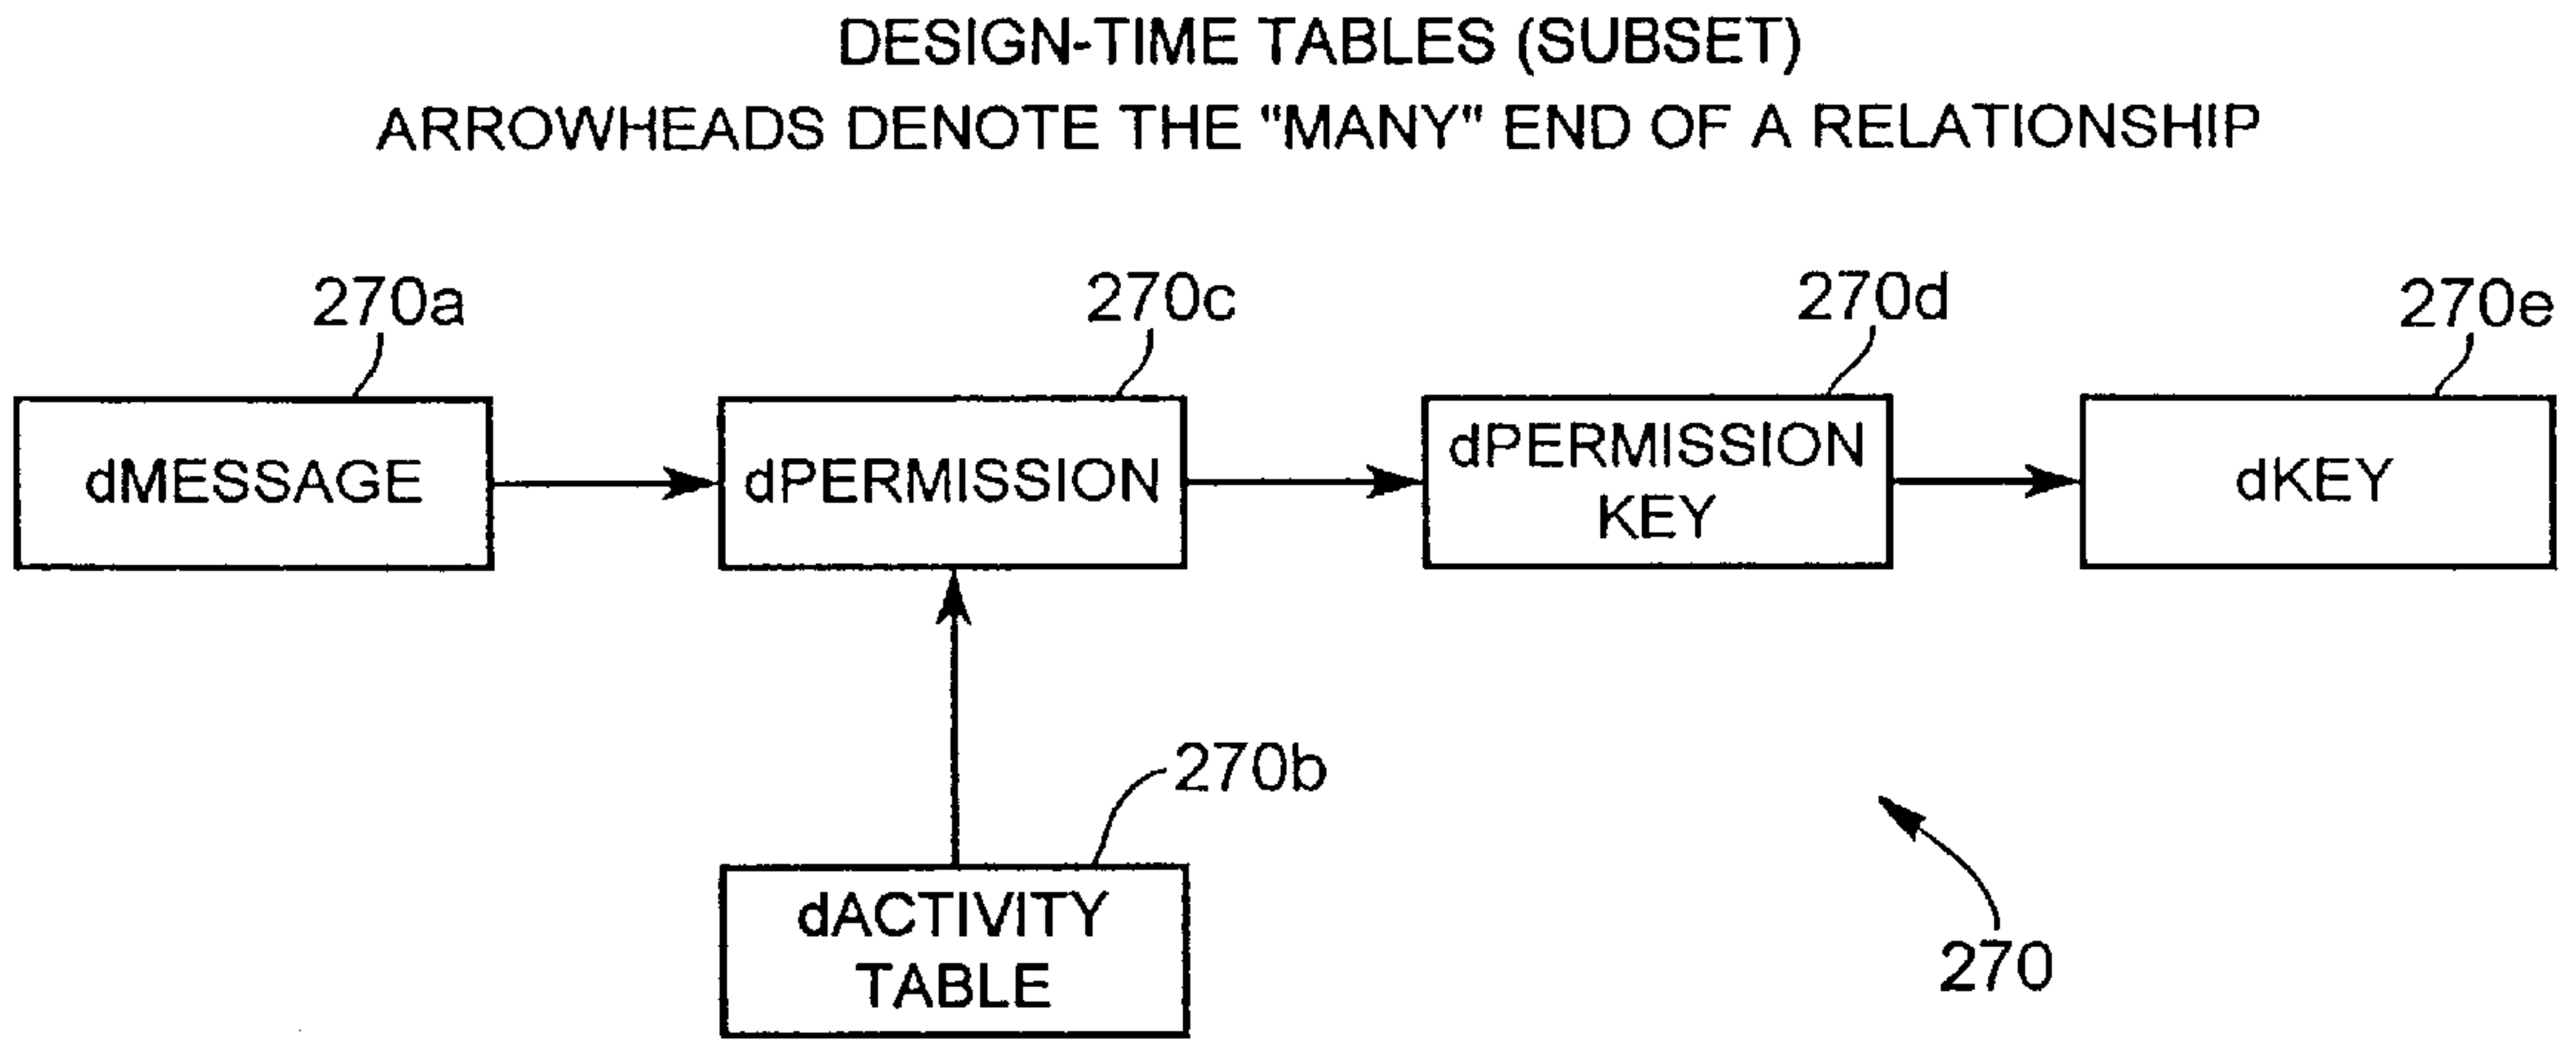 DESIGN-TIME TABLES (SUBSET)
ARROWHEADS DENOTE THE "MANY" END OF A RELATIONSHIP
270a
270c
270d
270e
dMESSAGE
dPERMISSION
dPERMISSION
KEY
dKEY
270b
dACTIVITY
TABLE
270